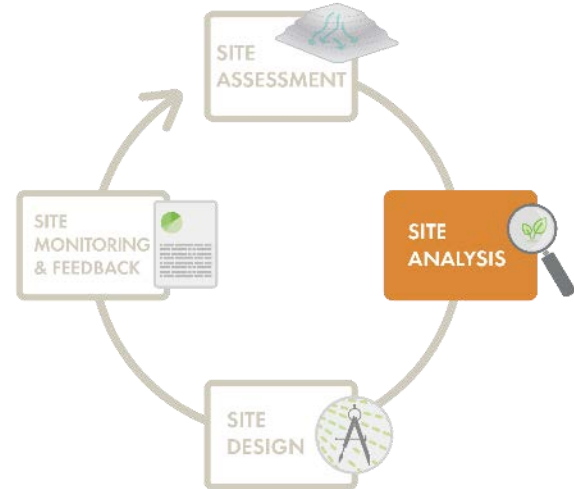 SITE
ASSESSMENT
SITE
ANALYSIS
SITE
DESIGN
SITE
MONITORING
& FEEDBACK